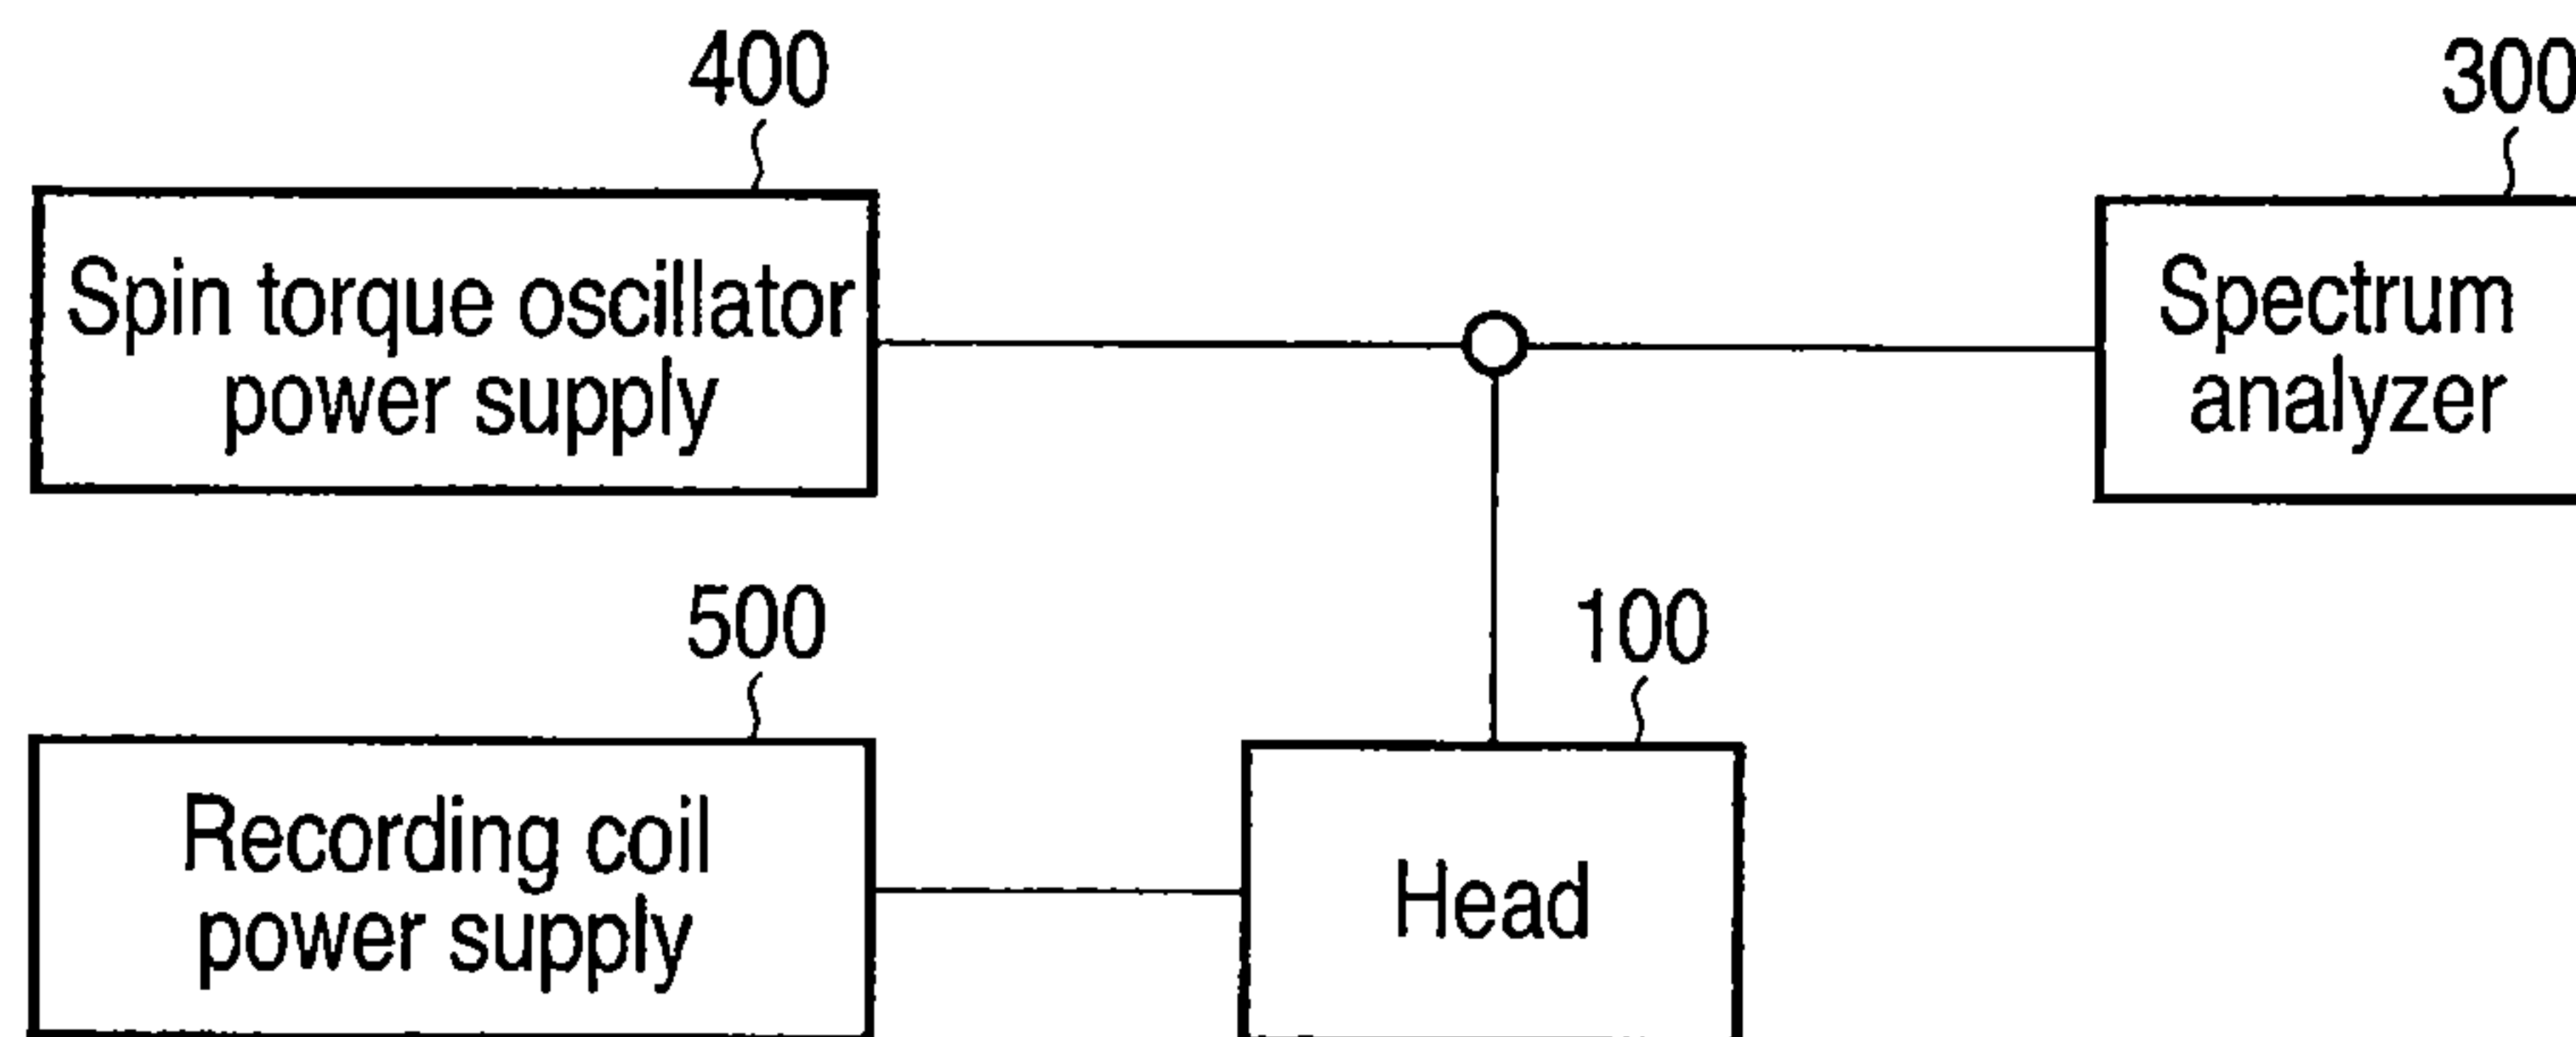 400
300
Spin torque oscillator
power supply
Spectrum
analyzer
500
100
Recording coil
power supply
Head